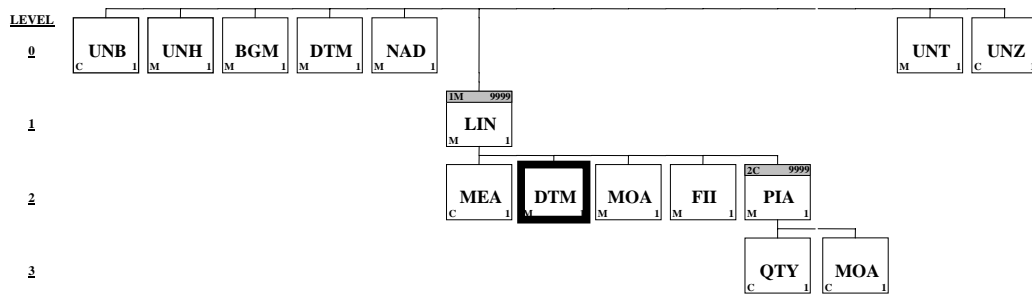 LEVEL
0
UNB UNH BGM DTM NAD UNT UNZ
C 1 M 1 M 1 M 1 M 1 M 1 C
1M 9999
1
LIN
M 1
2C 9999
2
MEA DTM MOA FII PIA
C 1 M 1 M 1 M 1 M 1
3
QTY MOA
C 1 C 1